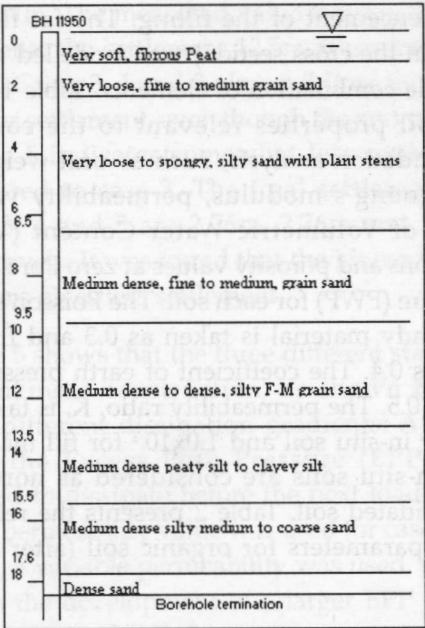 BH 11950
0
Very soft, fibrous Peat
2
Very loose, fine to medium grain sand
4
Very loose to spongy, silty sand with plant stems
6
6.5
8
Medium dense, fine to medium, grain sand
9.5
10
12
Medium dense to dense, silty F-M grain sand
13.5
14
Medium dense peaty silt to clayey silt
15.5
16
Medium dense silty medium to coarse sand
17.6
18
Dense sand
Borehole temination